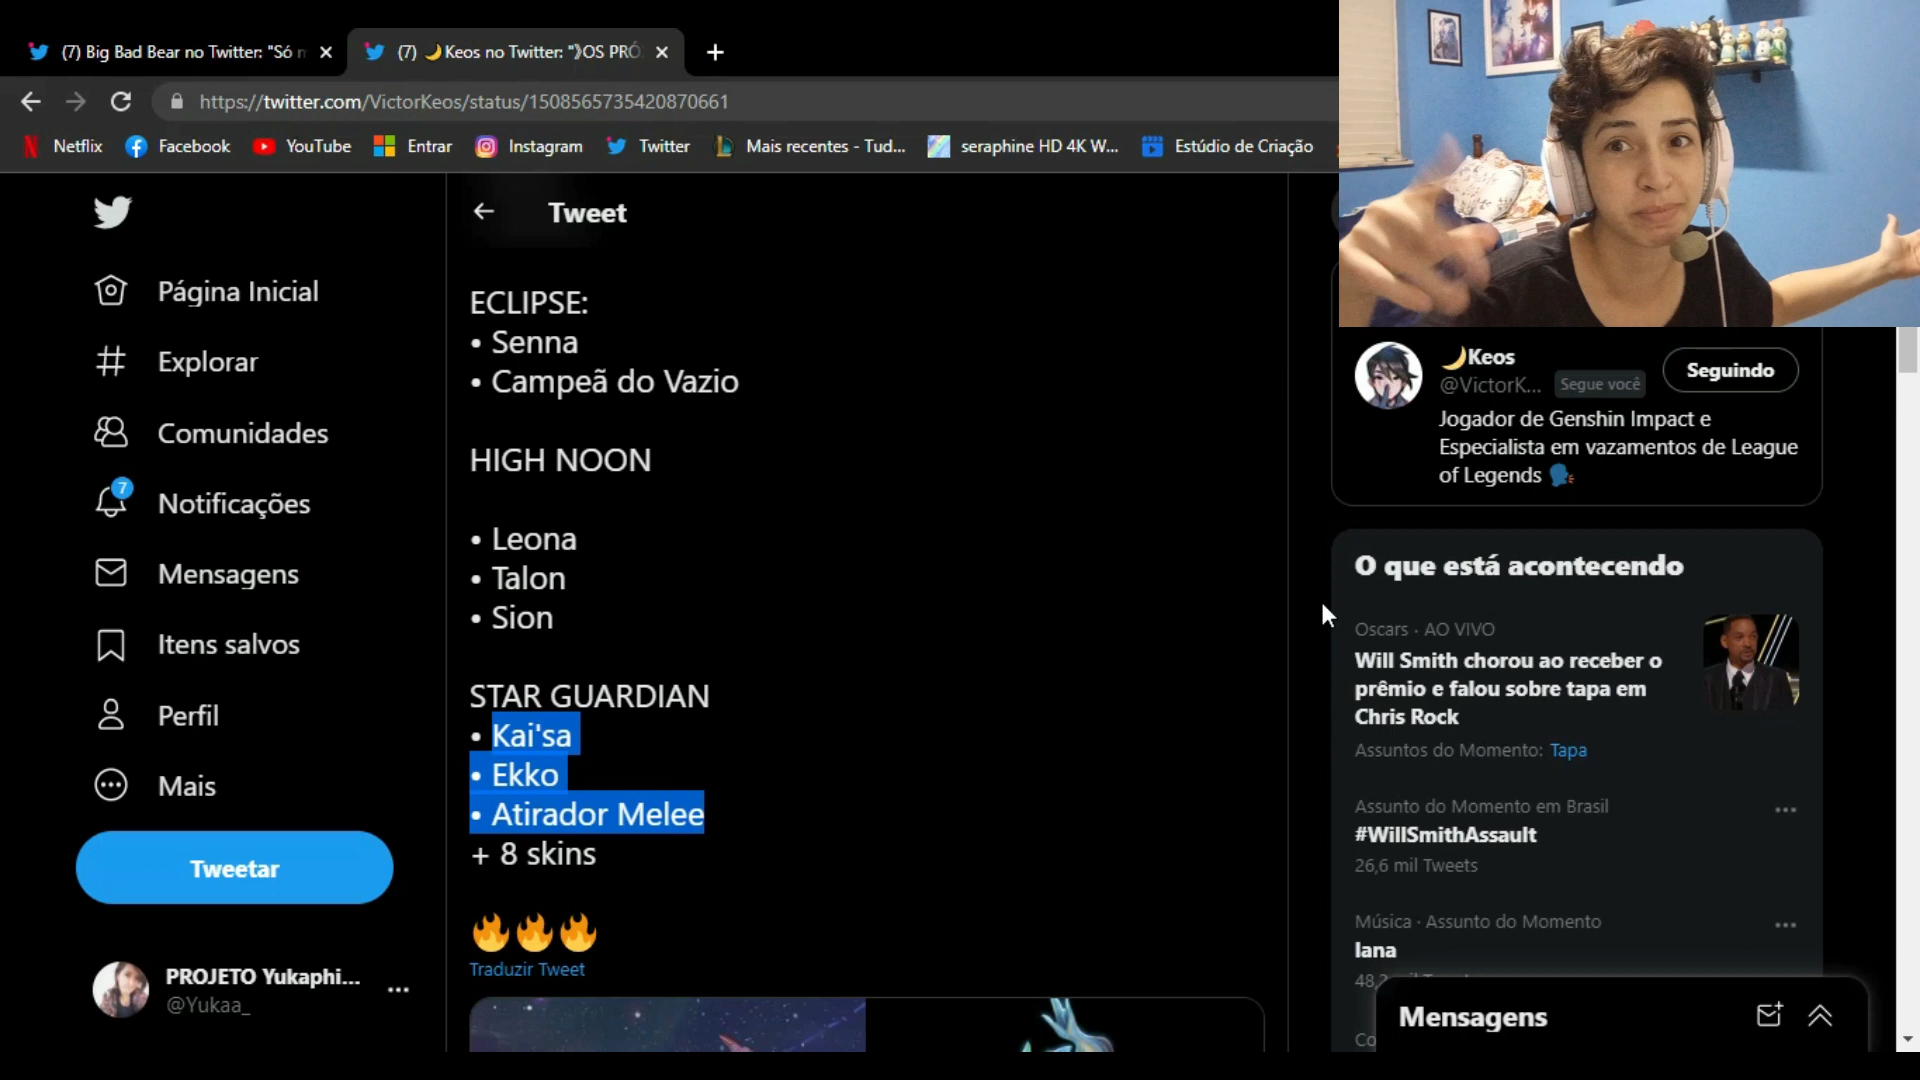 (7) Big Bad Bear no Twitter: "Só
(7) 🌙Keos no Twitter: "》OS PRÓ
https://twitter.com/VictorKeos/status/1508565735420870661
Netflix
Facebook
YouTube
Entrar
Instagram
Twitter
Mais recentes - Tud...
seraphine HD 4K W...
Estúdio de Criação
Página Inicial
Explorar
Comunidades
7
Notificações
Mensagens
Itens salvos
Perfil
Mais
Tweetar
PROJETO Yukaphi...
@Yukaa_
Tweet
ECLIPSE:
• Senna
• Campeã do Vazio
HIGH NOON
• Leona
• Talon
• Sion
STAR GUARDIAN
• Kai'sa
• Ekko
• Atirador Melee
+ 8 skins
🔥🔥🔥
Traduzir Tweet
🌙Keos
@VictorK...
Segue você
Seguindo
Jogador de Genshin Impact e
Especialista em vazamentos de League
of Legends 🗣
O que está acontecendo
Oscars · AO VIVO
Will Smith chorou ao receber o
prêmio e falou sobre tapa em
Chris Rock
Assuntos do Momento: Tapa
Assunto do Momento em Brasil
#WillSmithAssault
26,6 mil Tweets
Música · Assunto do Momento
Iana
Mensagens